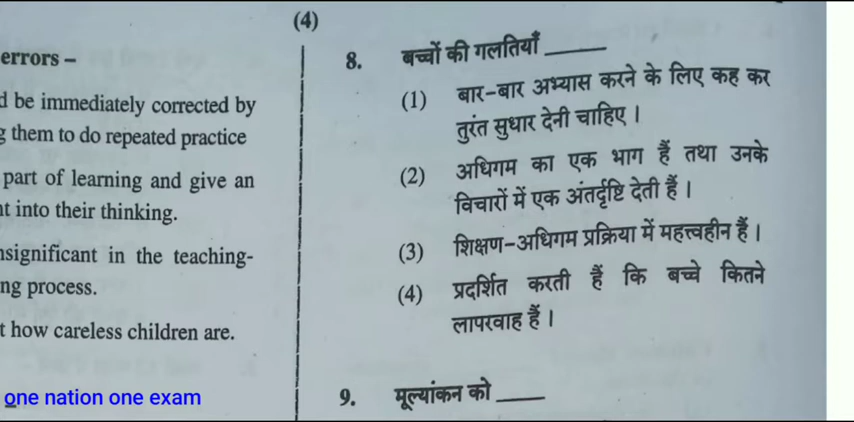 (4)
errors –
d be immediately corrected by
g them to do repeated practice
part of learning and give an
nt into their thinking.
nsignificant in the teaching-
ng process.
t how careless children are.
one nation one exam
8. बच्चों की गलतियाँ ______
(1) बार-बार अभ्यास करने के लिए कह कर
तुरंत सुधार देनी चाहिए ।
(2) अधिगम का एक भाग हैं तथा उनके
विचारों में एक अंतर्दृष्टि देती हैं ।
(3) शिक्षण-अधिगम प्रक्रिया में महत्त्वहीन हैं ।
(4) प्रदर्शित करती हैं कि बच्चे कितने
लापरवाह हैं ।
9. मूल्यांकन को ______